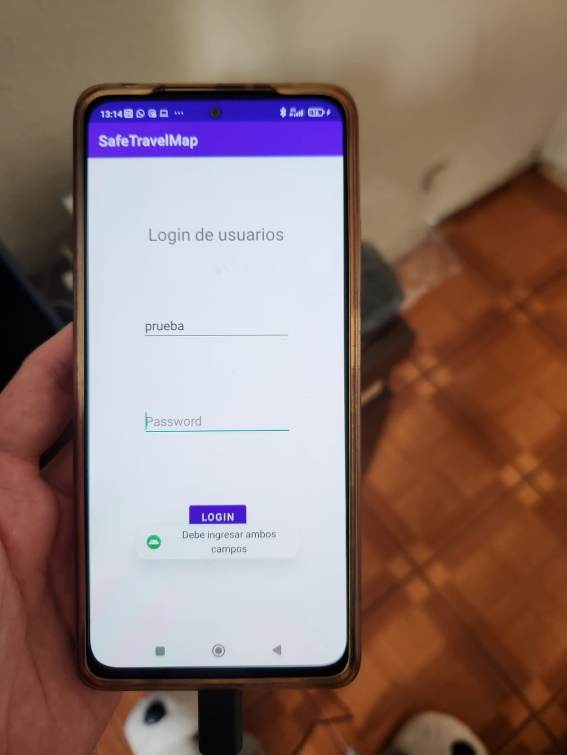 13:14
SafeTravelMap
Login de usuarios
prueba
Password
LOGIN
Debe ingresar ambos
campos